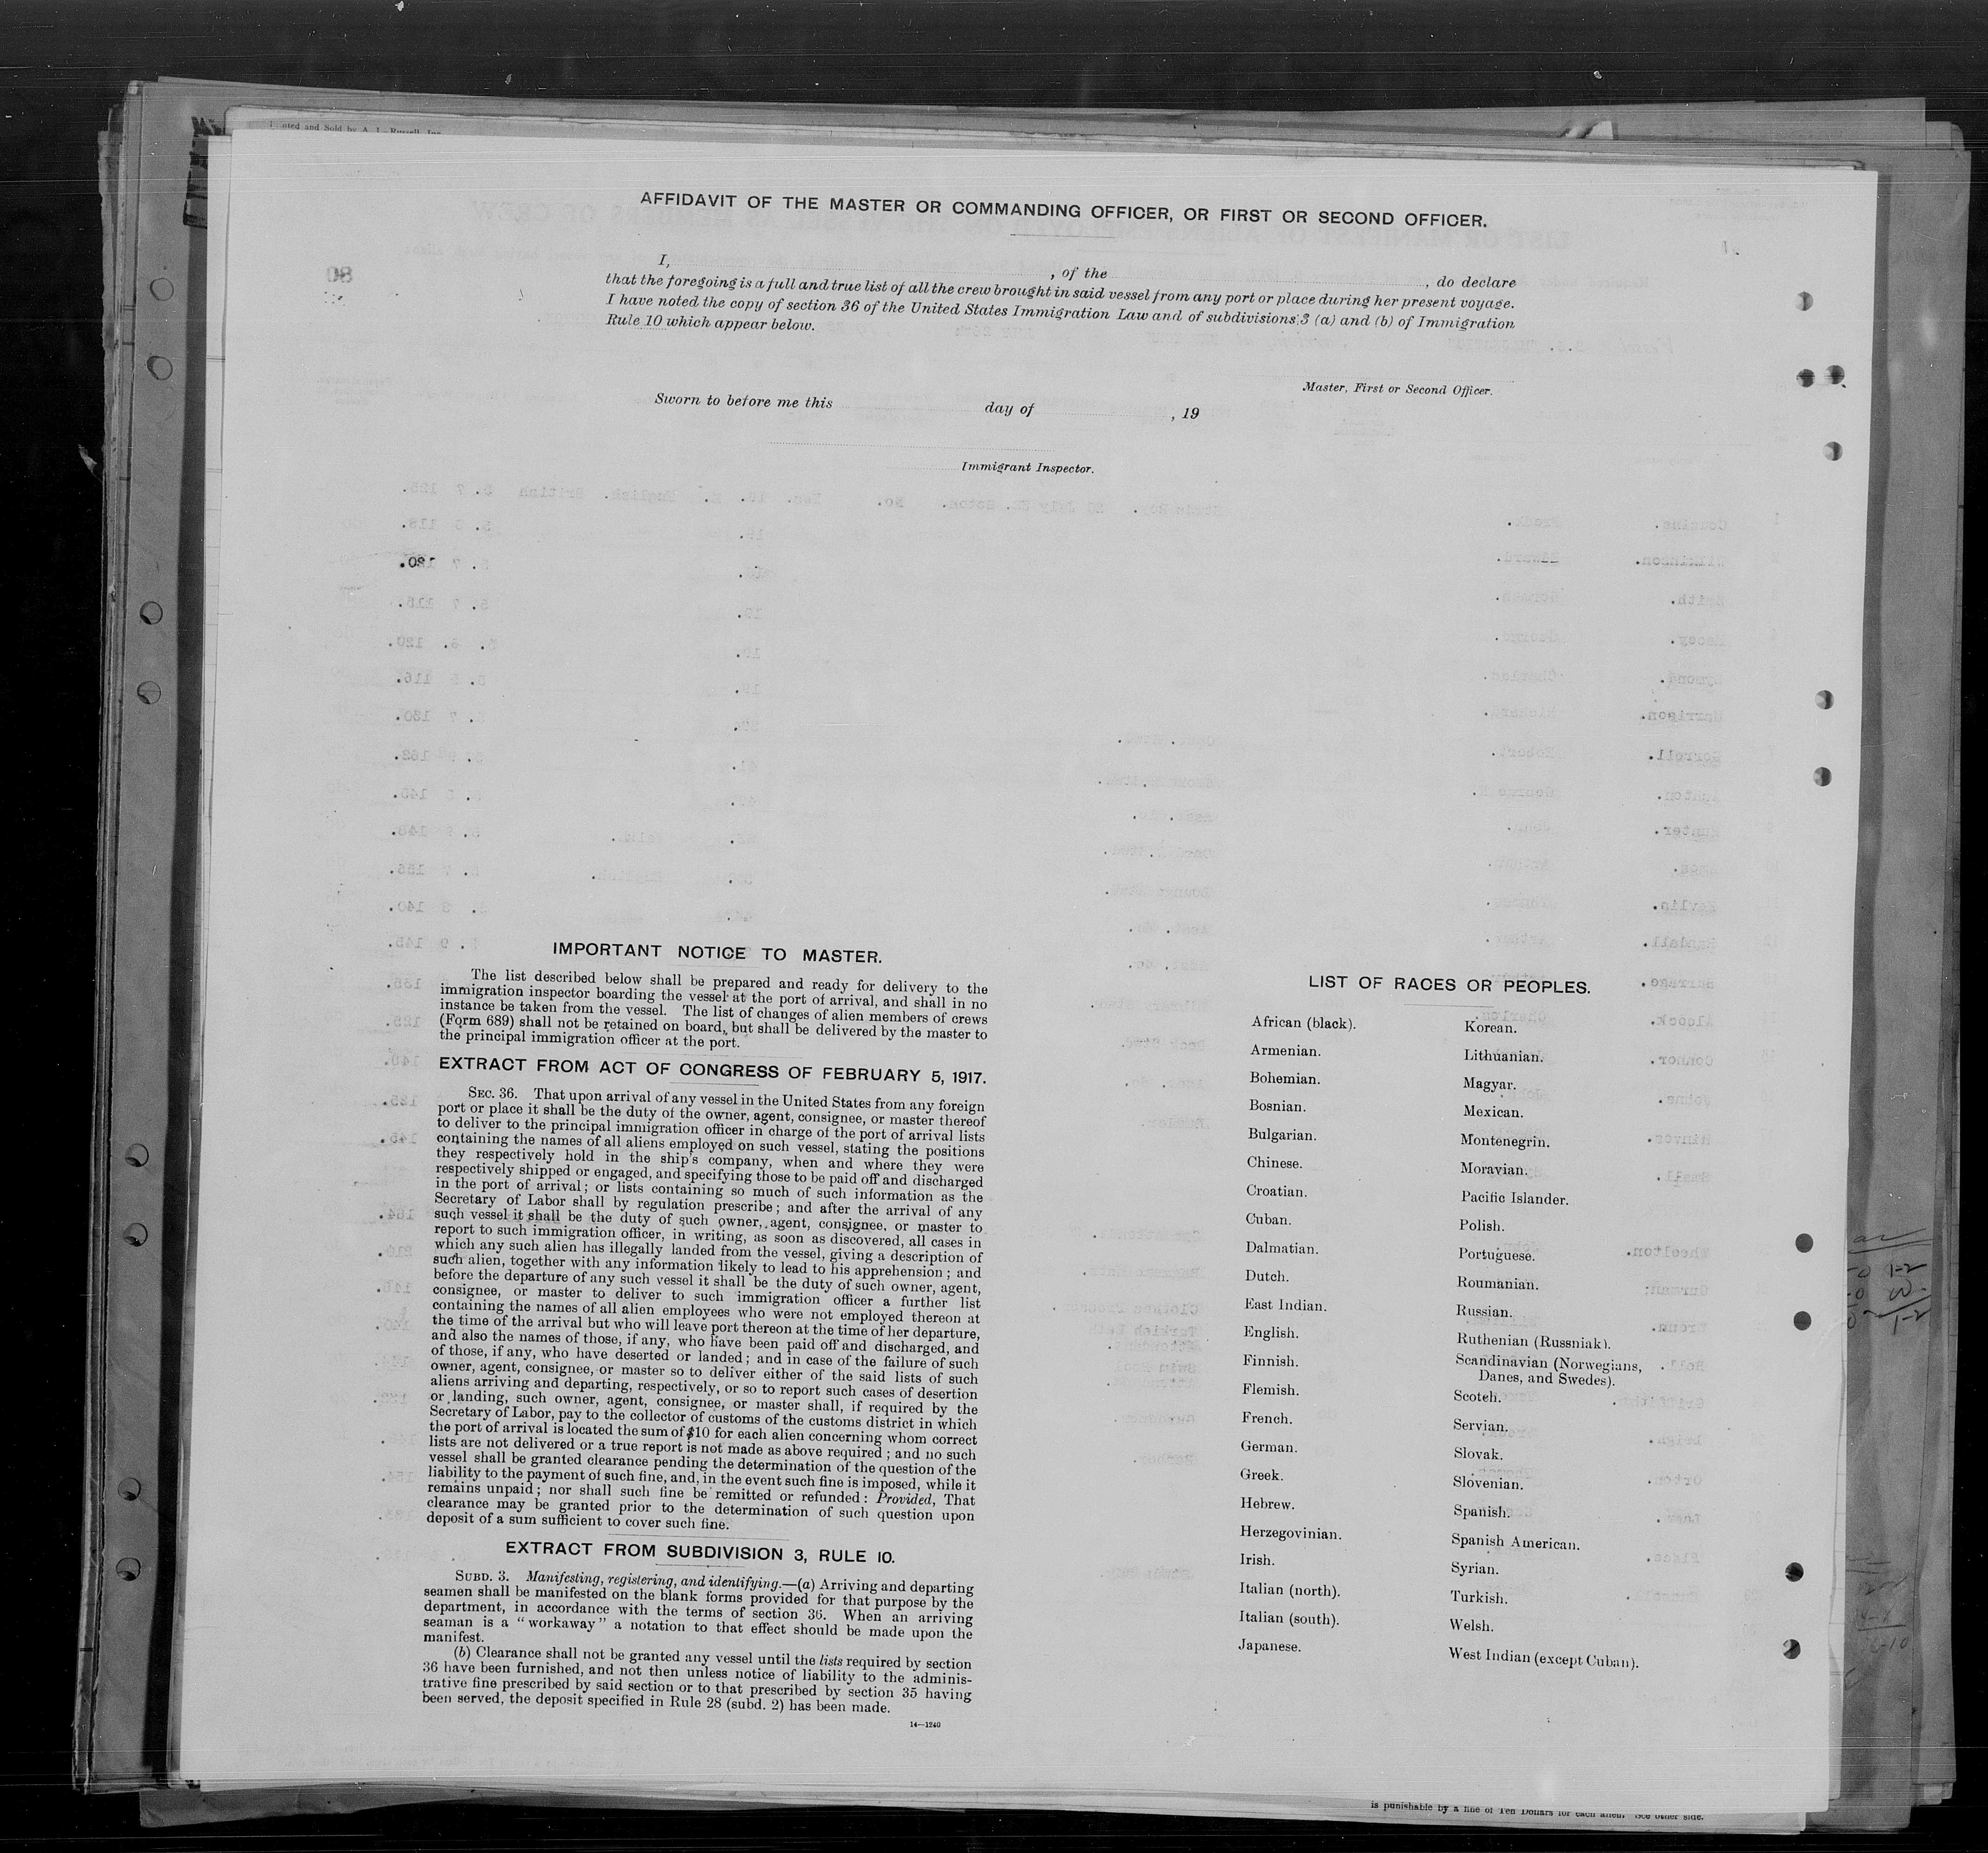 AFFIDAVIT OF THE MASTER OR COMMANDING OFFICER, OR FIRST OR SECOND OFFICER.
I, , of the , do declare
that the foregoing is a full and true list of all the crew brought in said vessel from any port or place during her present voyage.
I have noted the copy of section 36 of the United States Immigration Law and of subdivisions 3 (a) and (b) of Immigration
Rule 10 which appear below.
Master, First or Second Officer.
Sworn to before me this day of , 19
Immigrant Inspector.
IMPORTANT NOTICE TO MASTER.
The list described below shall be prepared and ready for delivery to the
immigration inspector boarding the vessel at the port of arrival, and shall in no
instance be taken from the vessel. The list of changes of alien members of crews
(Form 689) shall not be retained on board, but shall be delivered by the master to
the principal immigration officer at the port.
EXTRACT FROM ACT OF CONGRESS OF FEBRUARY 5, 1917.
SEC. 36. That upon arrival of any vessel in the United States from any foreign
port or place it shall be the duty of the owner, agent, consignee, or master thereof
to deliver to the principal immigration officer in charge of the port of arrival lists
containing the names of all aliens employed on such vessel, stating the positions
they respectively hold in the ship's company, when and where they were
respectively shipped or engaged, and specifying those to be paid off and discharged
in the port of arrival; or lists containing so much of such information as the
Secretary of Labor shall by regulation prescribe; and after the arrival of any
such vessel it shall be the duty of such owner, agent, consignee, or master to
report to such immigration officer, in writing, as soon as discovered, all cases in
which any such alien has illegally landed from the vessel, giving a description of
such alien, together with any information likely to lead to his apprehension; and
before the departure of any such vessel it shall be the duty of such owner, agent,
consignee, or master to deliver to such immigration officer a further list
containing the names of all alien employees who were not employed thereon at
the time of the arrival but who will leave port thereon at the time of her departure,
and also the names of those, if any, who have been paid off and discharged, and
of those, if any, who have deserted or landed; and in case of the failure of such
owner, agent, consignee, or master so to deliver either of the said lists of such
aliens arriving and departing, respectively, or so to report such cases of desertion
or landing, such owner, agent, consignee, or master shall, if required by the
Secretary of Labor, pay to the collector of customs of the customs district in which
the port of arrival is located the sum of $10 for each alien concerning whom correct
lists are not delivered or a true report is not made as above required; and no such
vessel shall be granted clearance pending the determination of the question of the
liability to the payment of such fine, and, in the event such fine is imposed, while it
remains unpaid; nor shall such fine be remitted or refunded: Provided, That
clearance may be granted prior to the determination of such question upon
deposit of a sum sufficient to cover such fine.
EXTRACT FROM SUBDIVISION 3, RULE 10.
SUBD. 3. Manifesting, registering, and identifying.—(a) Arriving and departing
seamen shall be manifested on the blank forms provided for that purpose by the
department, in accordance with the terms of section 36. When an arriving
seaman is a "workaway" a notation to that effect should be made upon the
manifest.
(b) Clearance shall not be granted any vessel until the lists required by section
36 have been furnished, and not then unless notice of liability to the adminis-
trative fine prescribed by said section or to that prescribed by section 35 having
been served, the deposit specified in Rule 28 (subd. 2) has been made.
14—1240
LIST OF RACES OR PEOPLES.
African (black).
Armenian.
Bohemian.
Bosnian.
Bulgarian.
Chinese.
Croatian.
Cuban.
Dalmatian.
Dutch.
East Indian.
English.
Finnish.
Flemish.
French.
German.
Greek.
Hebrew.
Herzegovinian.
Irish.
Italian (north).
Italian (south).
Japanese.
Korean.
Lithuanian.
Magyar.
Mexican.
Montenegrin.
Moravian.
Pacific Islander.
Polish.
Portuguese.
Roumanian.
Russian.
Ruthenian (Russniak).
Scandinavian (Norwegians,
Danes, and Swedes).
Scotch.
Servian.
Slovak.
Slovenian.
Spanish.
Spanish American.
Syrian.
Turkish.
Welsh.
West Indian (except Cuban).
is punishable by a fine of Ten Dollars for each alien. See other side.